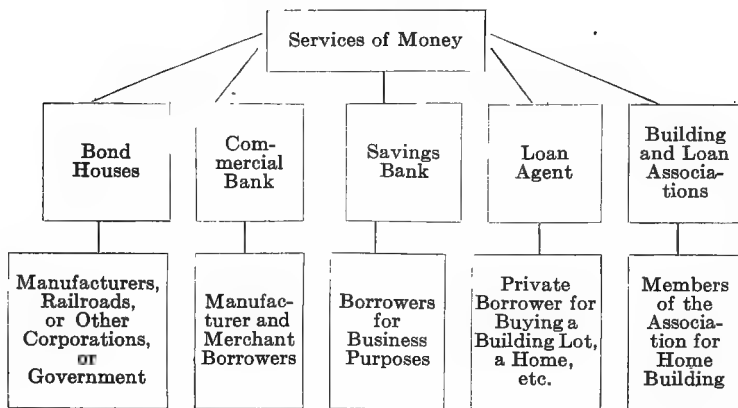 Services of Money
Bond
Houses
Com-
mercial
Bank
Savings
Bank
Loan
Agent
Building
and Loan
Associa-
tions
Manufacturers,
Railroads,
or Other
Corporations,
or
Government
Manufac-
turer and
Merchant
Borrowers
Borrowers
for
Business
Purposes
Private
Borrower for
Buying a
Building Lot,
a Home,
etc.
Members
of the
Associa-
tion for
Home
Building